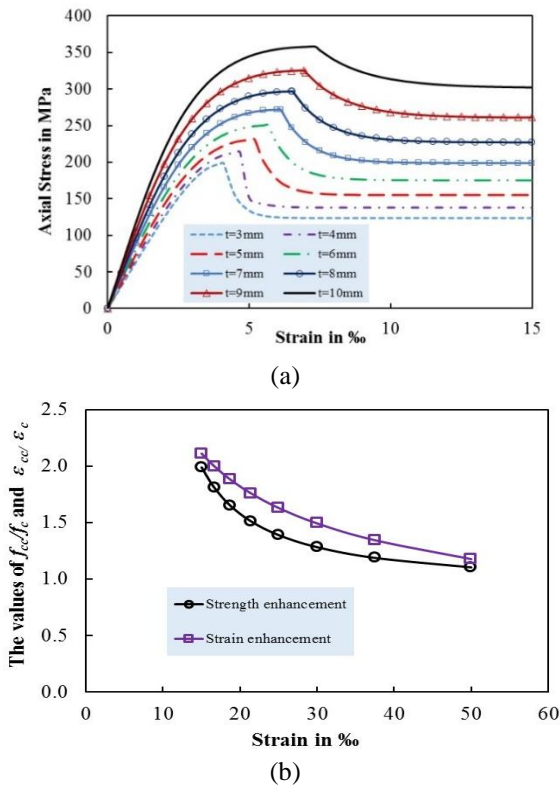 400
350
300
250
200
150
100
50
0
Axial Stress in MPa
t=3mm t=4mm
t=5mm t=6mm
t=7mm t=8mm
t=9mm t=10mm
0 5 10 15
Strain in ‰
(a)
2.5
2.0
1.5
1.0
0.5
0.0
The values of fcc/fc and εcc/ εc
Strength enhancement
Strain enhancement
0 10 20 30 40 50 60
Strain in ‰
(b)